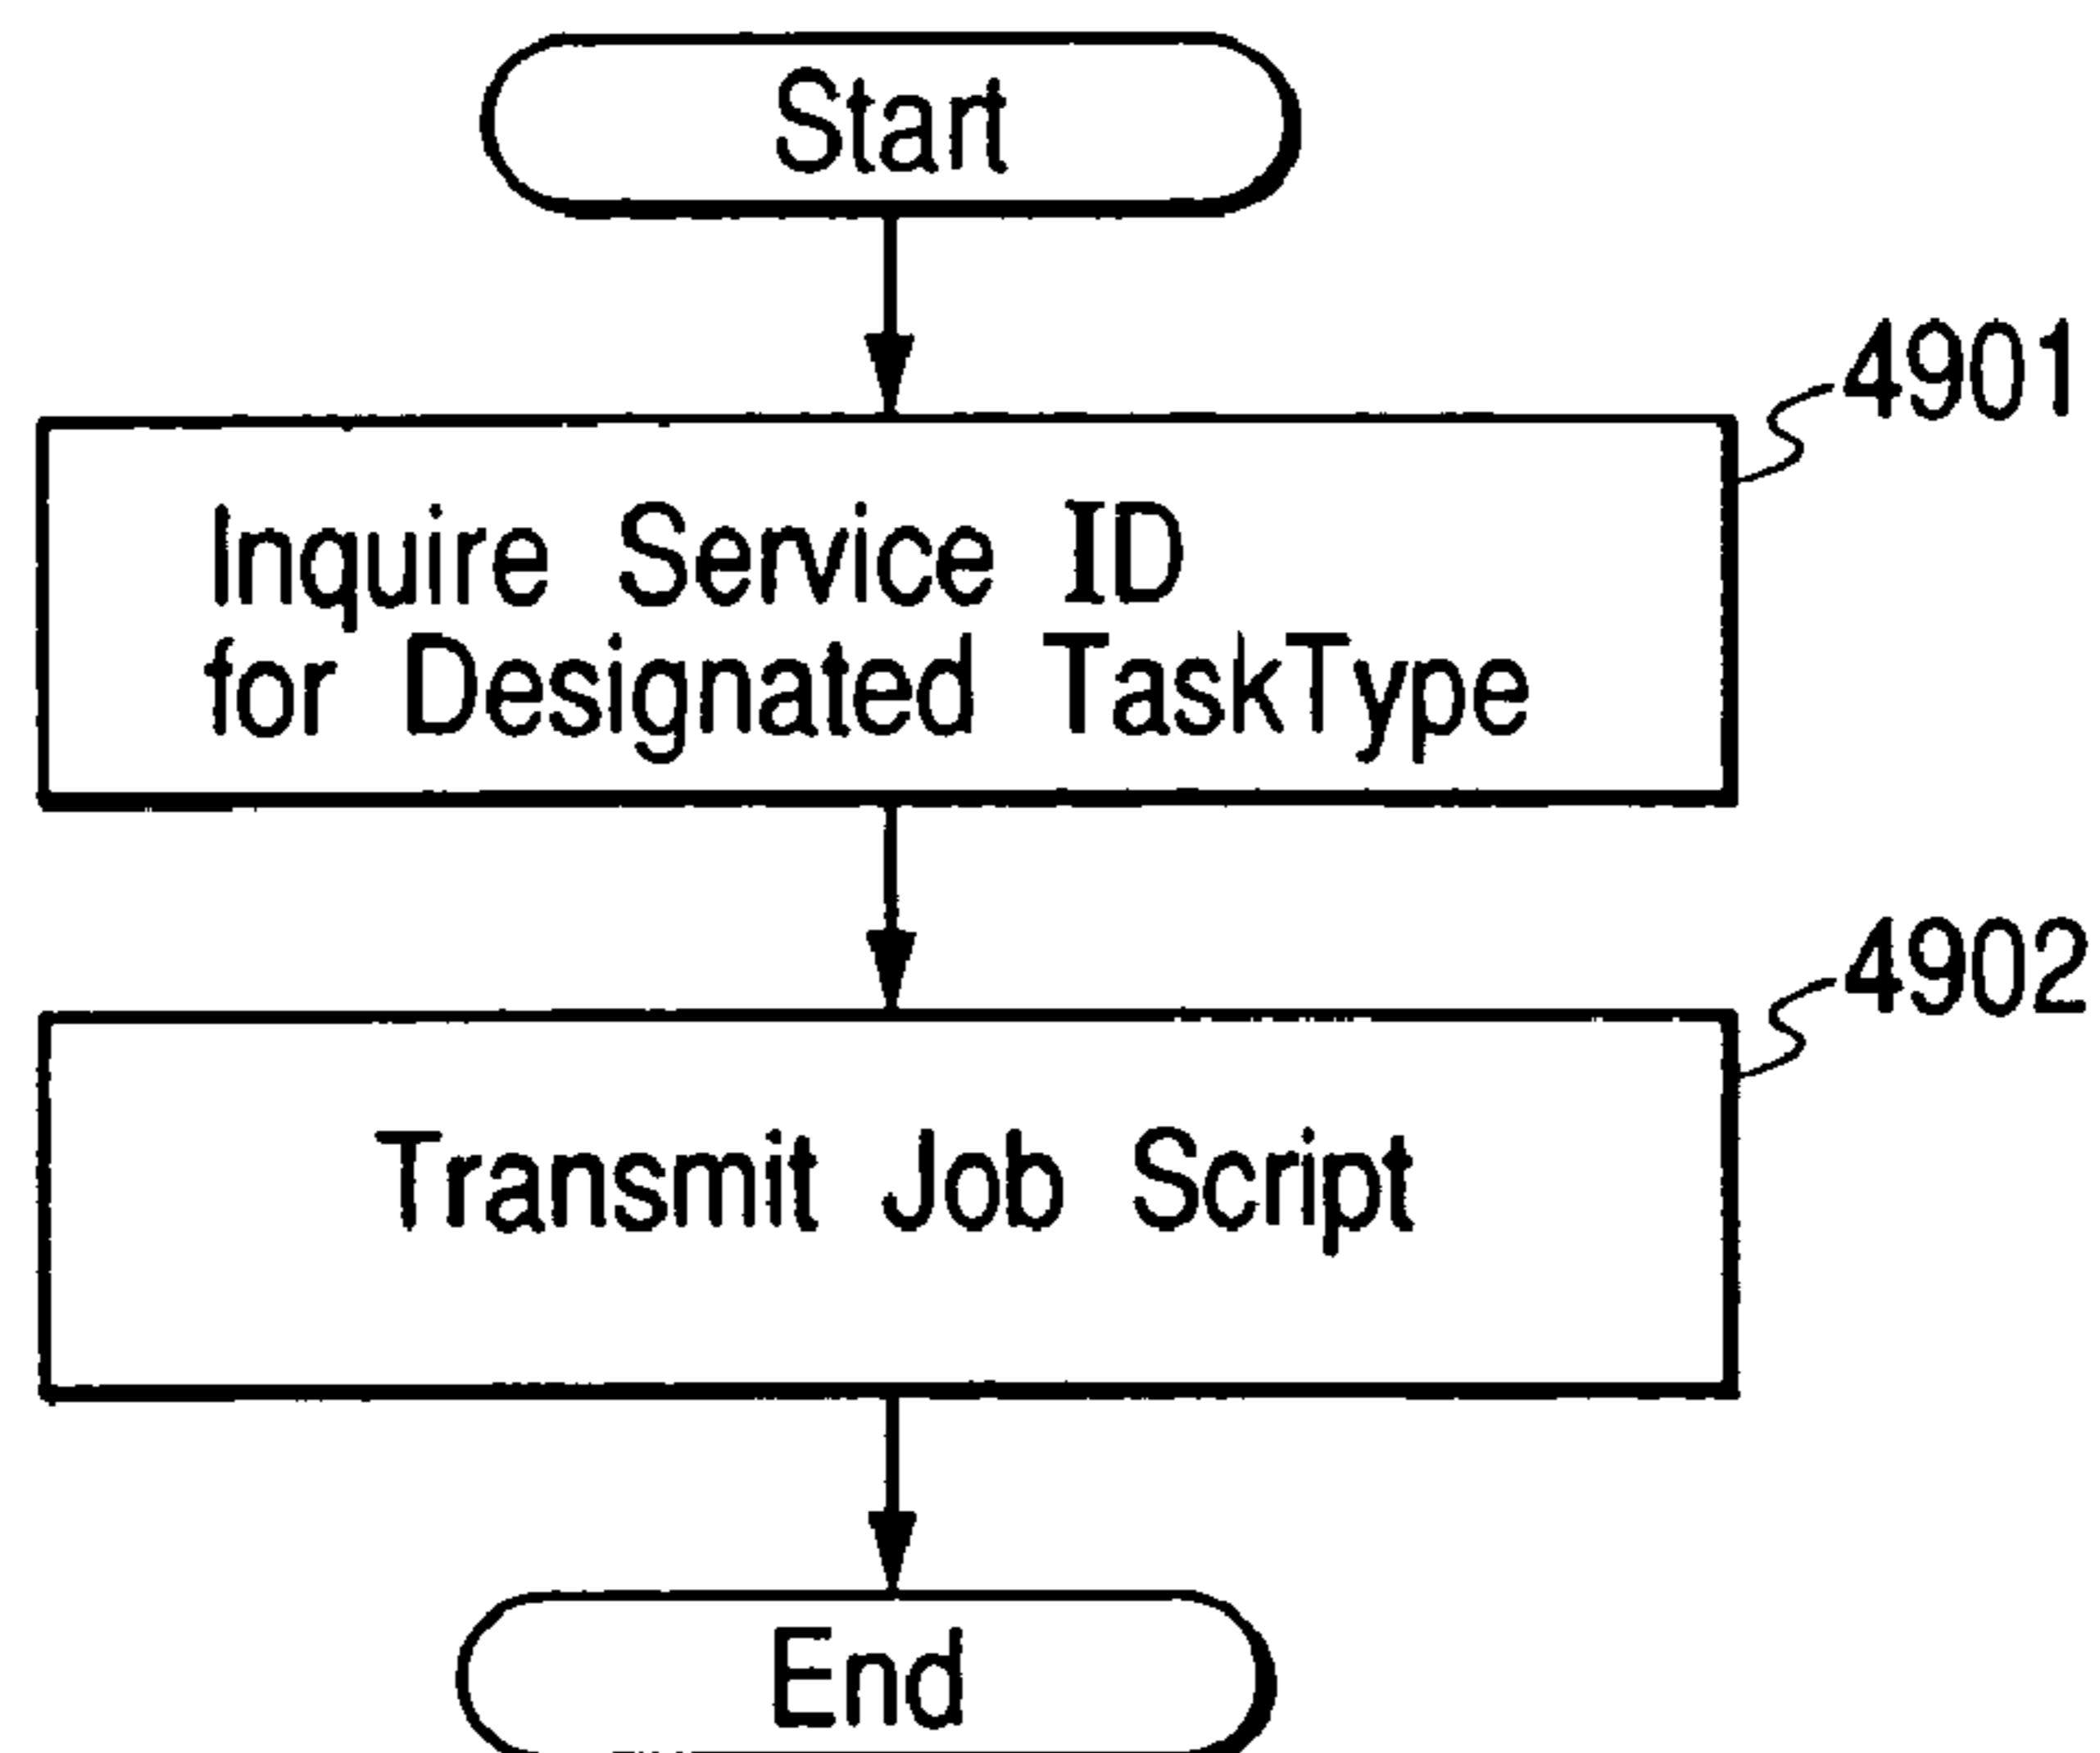 Start
4901
Inquire Service ID
for Designated TaskType
4902
Transmit Job Script
End